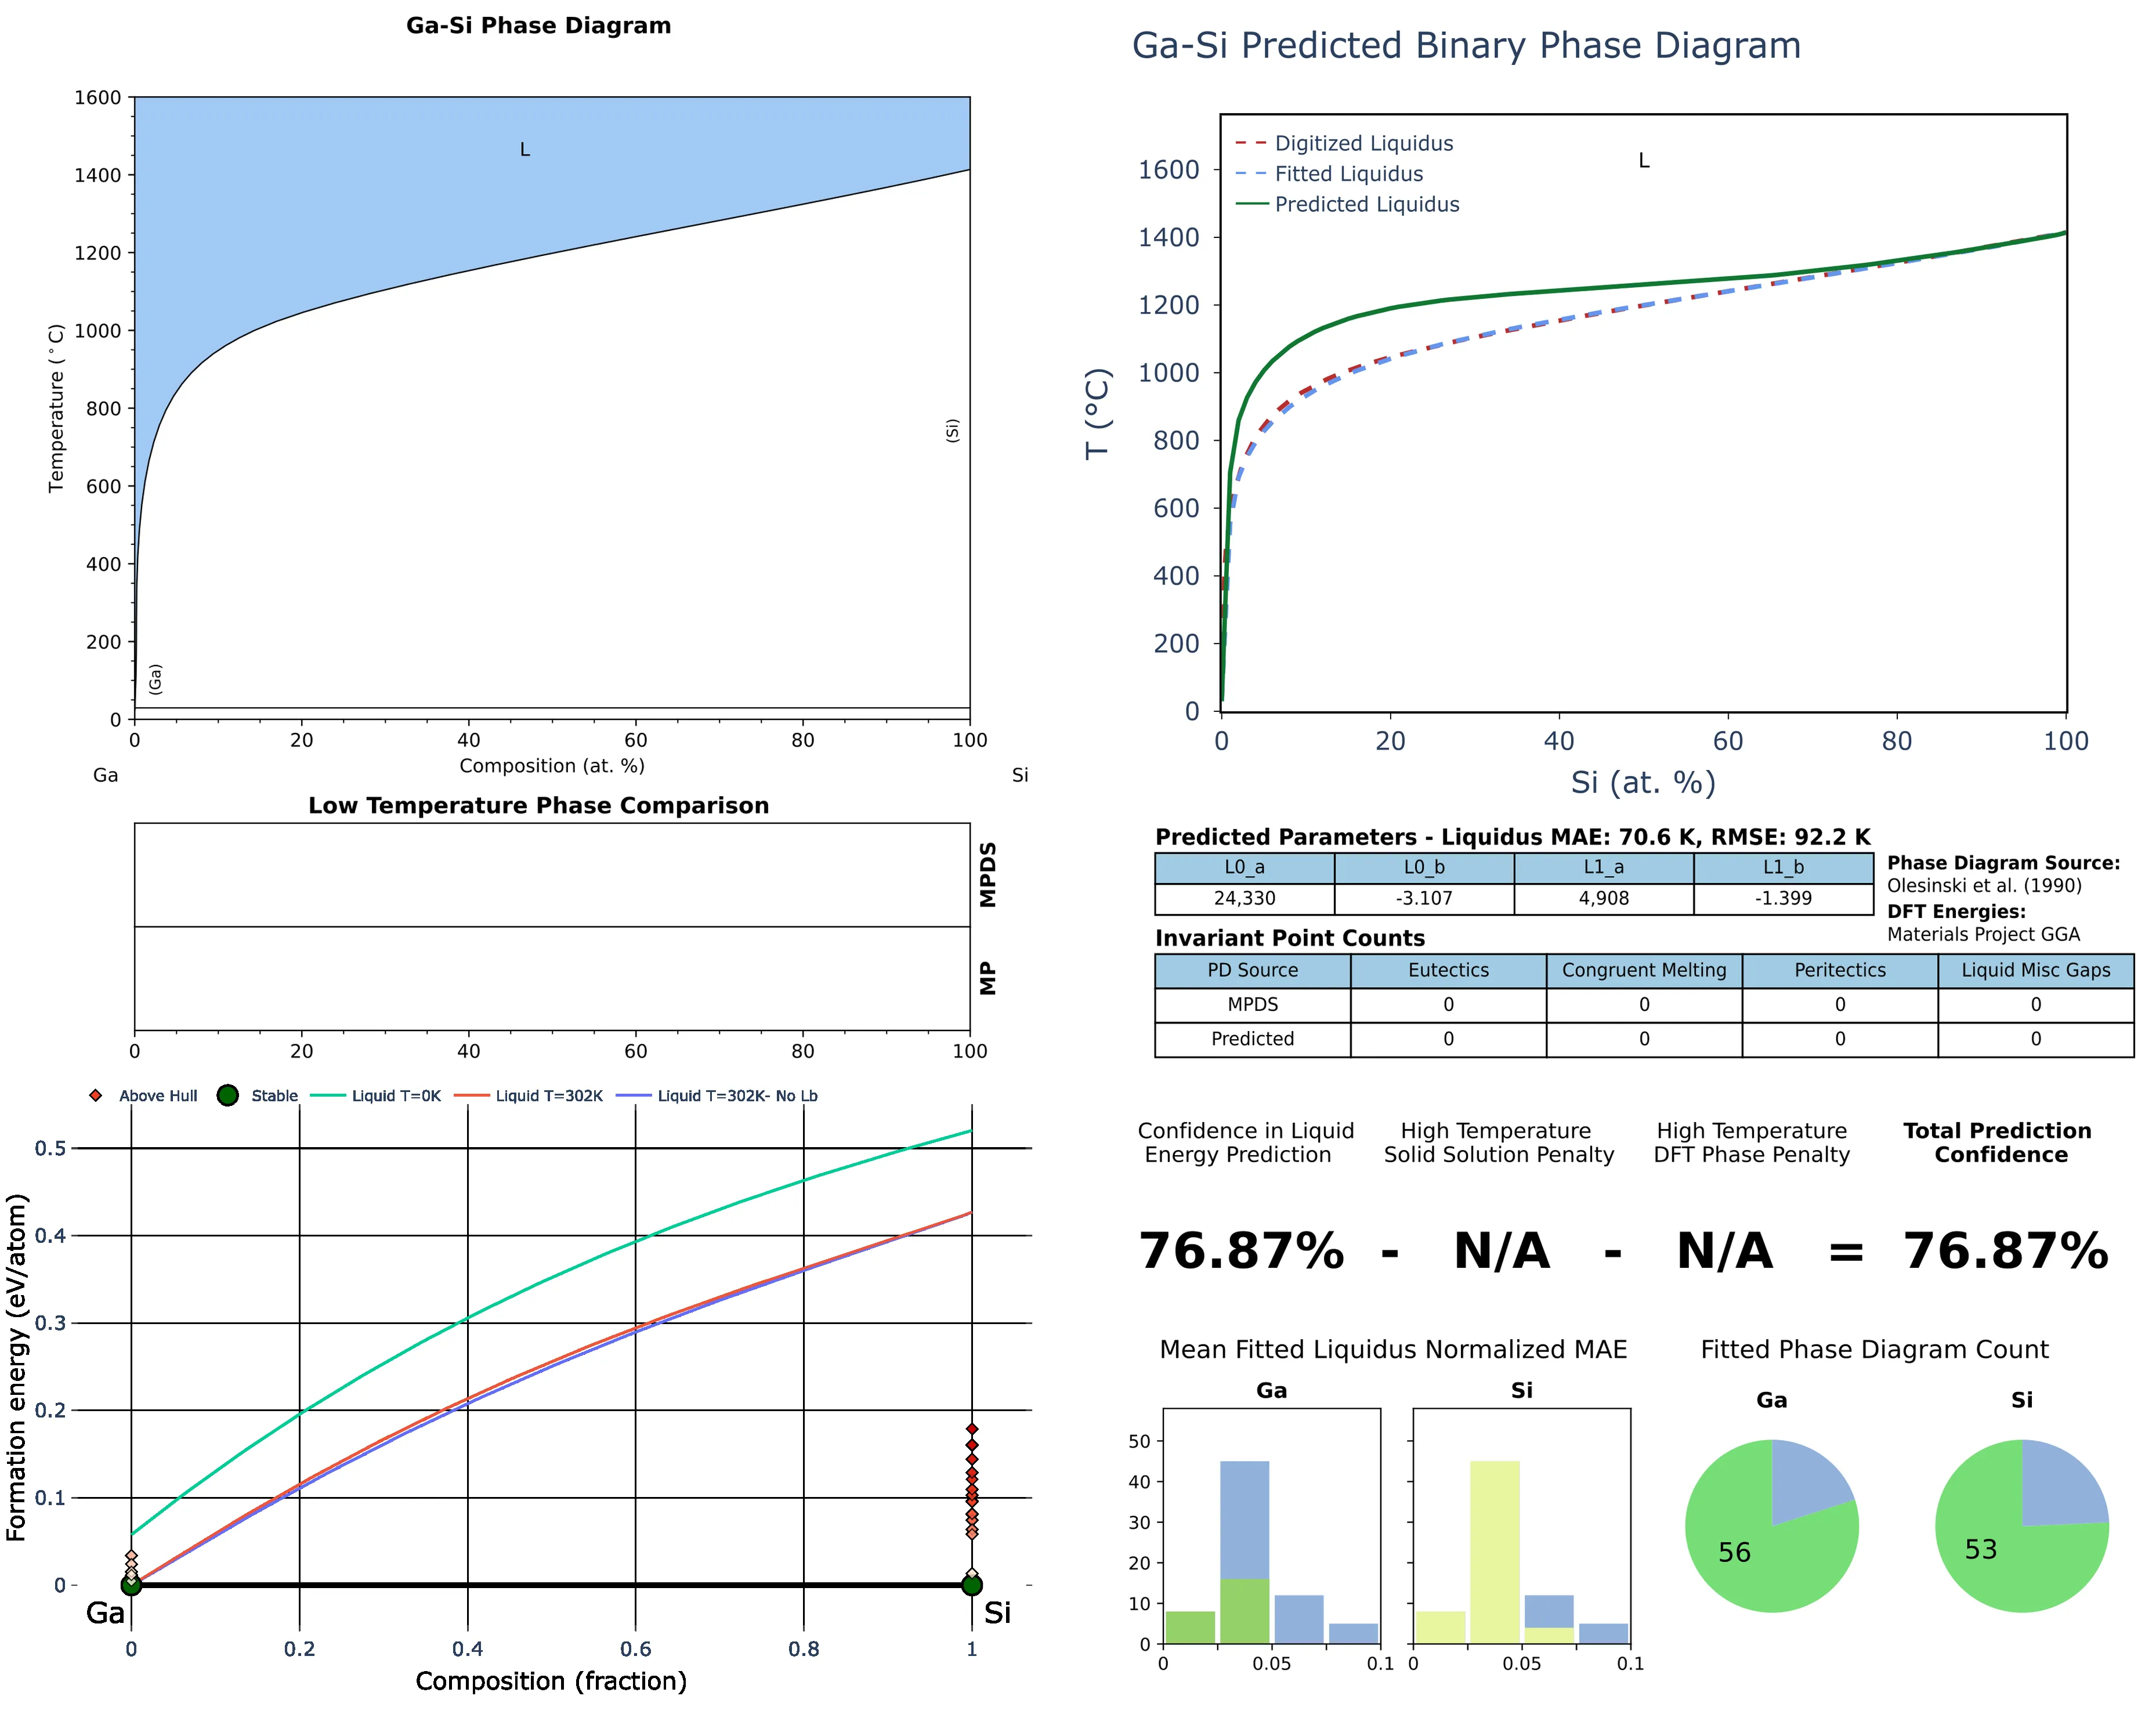 Ga-Si Phase Diagram
1600
1400
1200
1000
800
600
400
200
0
Temperature (°C)
L
(Ga)
(Si)
0 20 40 60 80 100
Composition (at. %)
Ga Si
Low Temperature Phase Comparison
MPDS
MP
0 20 40 60 80 100
Above Hull Stable Liquid T=0K Liquid T=302K Liquid T=302K- No Lb
0.5
0.4
0.3
0.2
0.1
0
Formation energy (eV/atom)
Ga Si
0 0.2 0.4 0.6 0.8 1
Composition (fraction)
Ga-Si Predicted Binary Phase Diagram
Digitized Liquidus
Fitted Liquidus
Predicted Liquidus
L
1600
1400
1200
1000
800
600
400
200
0
T (°C)
0 20 40 60 80 100
Si (at. %)
Predicted Parameters - Liquidus MAE: 70.6 K, RMSE: 92.2 K
L0_a L0_b L1_a L1_b
24,330 -3.107 4,908 -1.399
Phase Diagram Source:
Olesinski et al. (1990)
DFT Energies:
Materials Project GGA
Invariant Point Counts
PD Source Eutectics Congruent Melting Peritectics Liquid Misc Gaps
MPDS 0 0 0 0
Predicted 0 0 0 0
Confidence in Liquid
Energy Prediction
High Temperature
Solid Solution Penalty
High Temperature
DFT Phase Penalty
Total Prediction
Confidence
76.87% - N/A - N/A = 76.87%
Mean Fitted Liquidus Normalized MAE
Ga Si
50
40
30
20
10
0
0 0.05 0.1
0 0.05 0.1
Fitted Phase Diagram Count
Ga Si
56 53